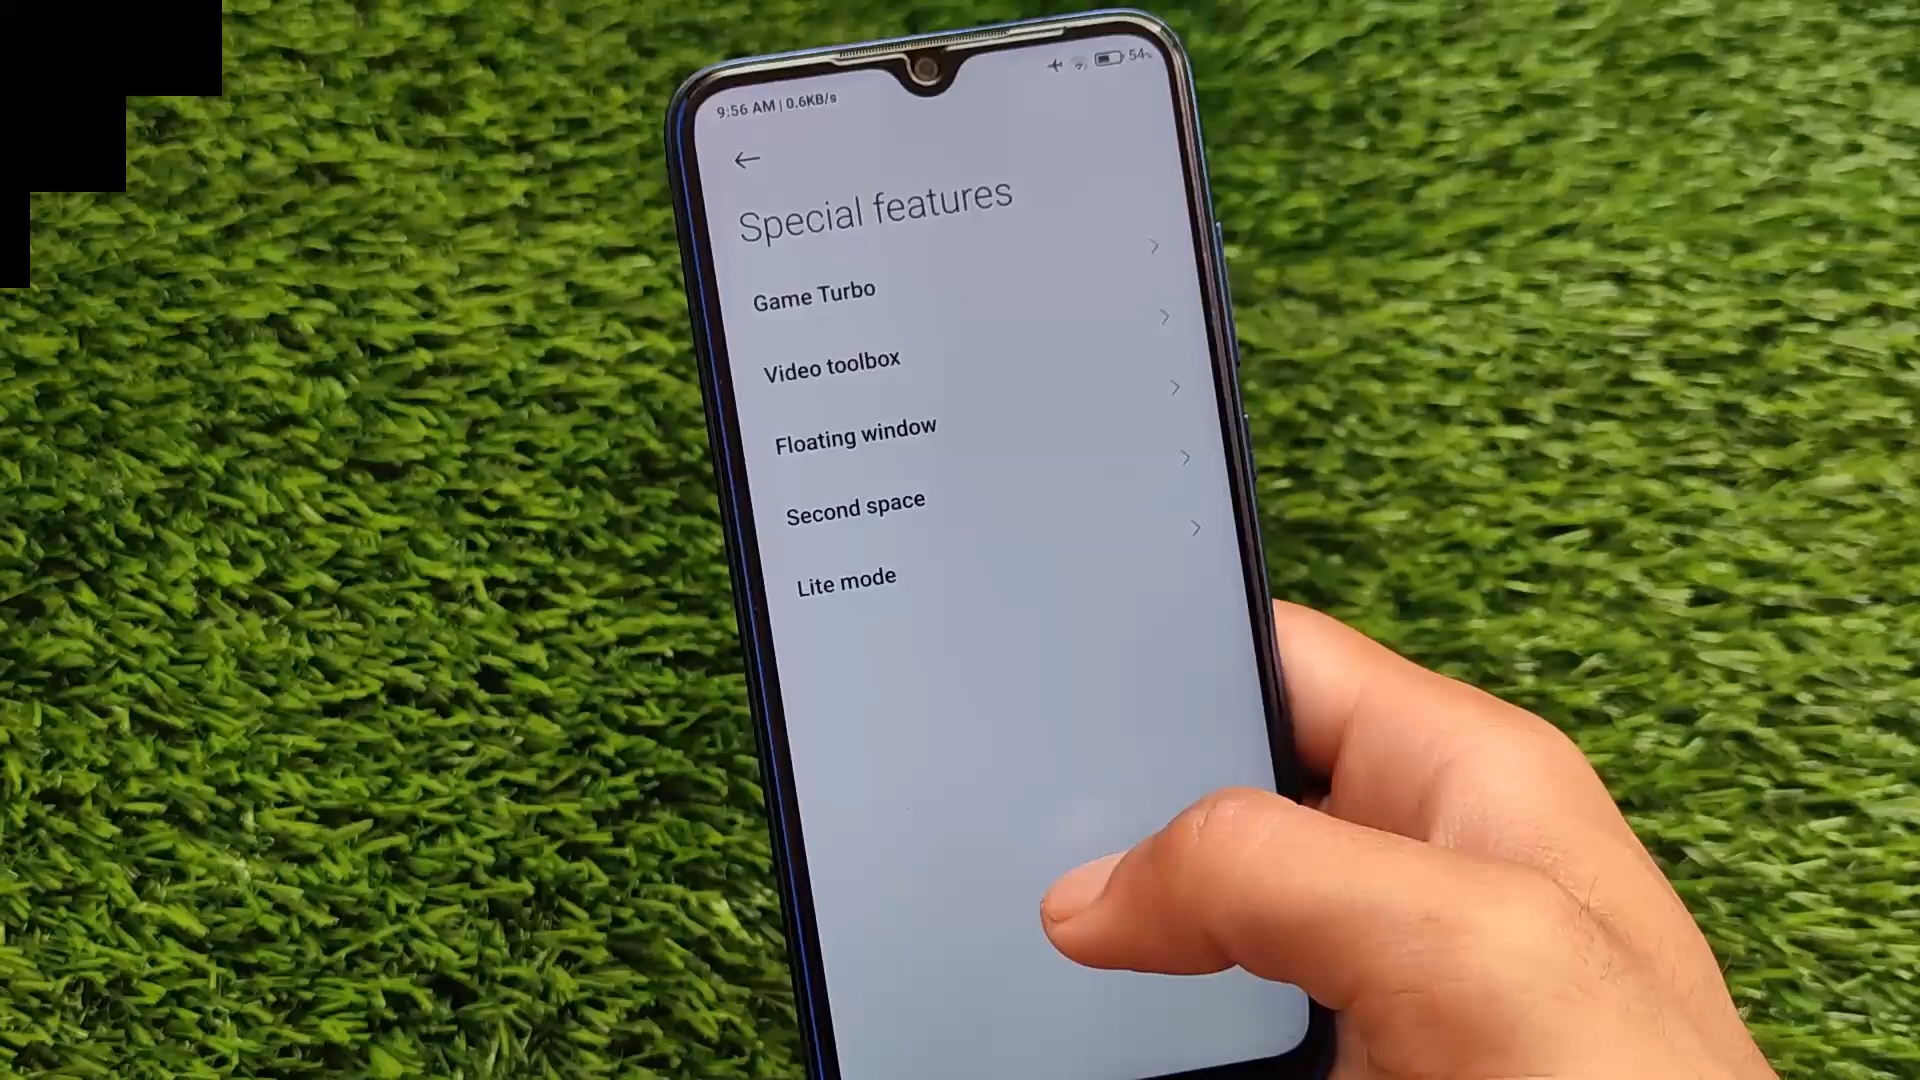 9:56 AM | 0.6KB/s
54%
Special features
Game Turbo
Video toolbox
Floating window
Second space
Lite mode